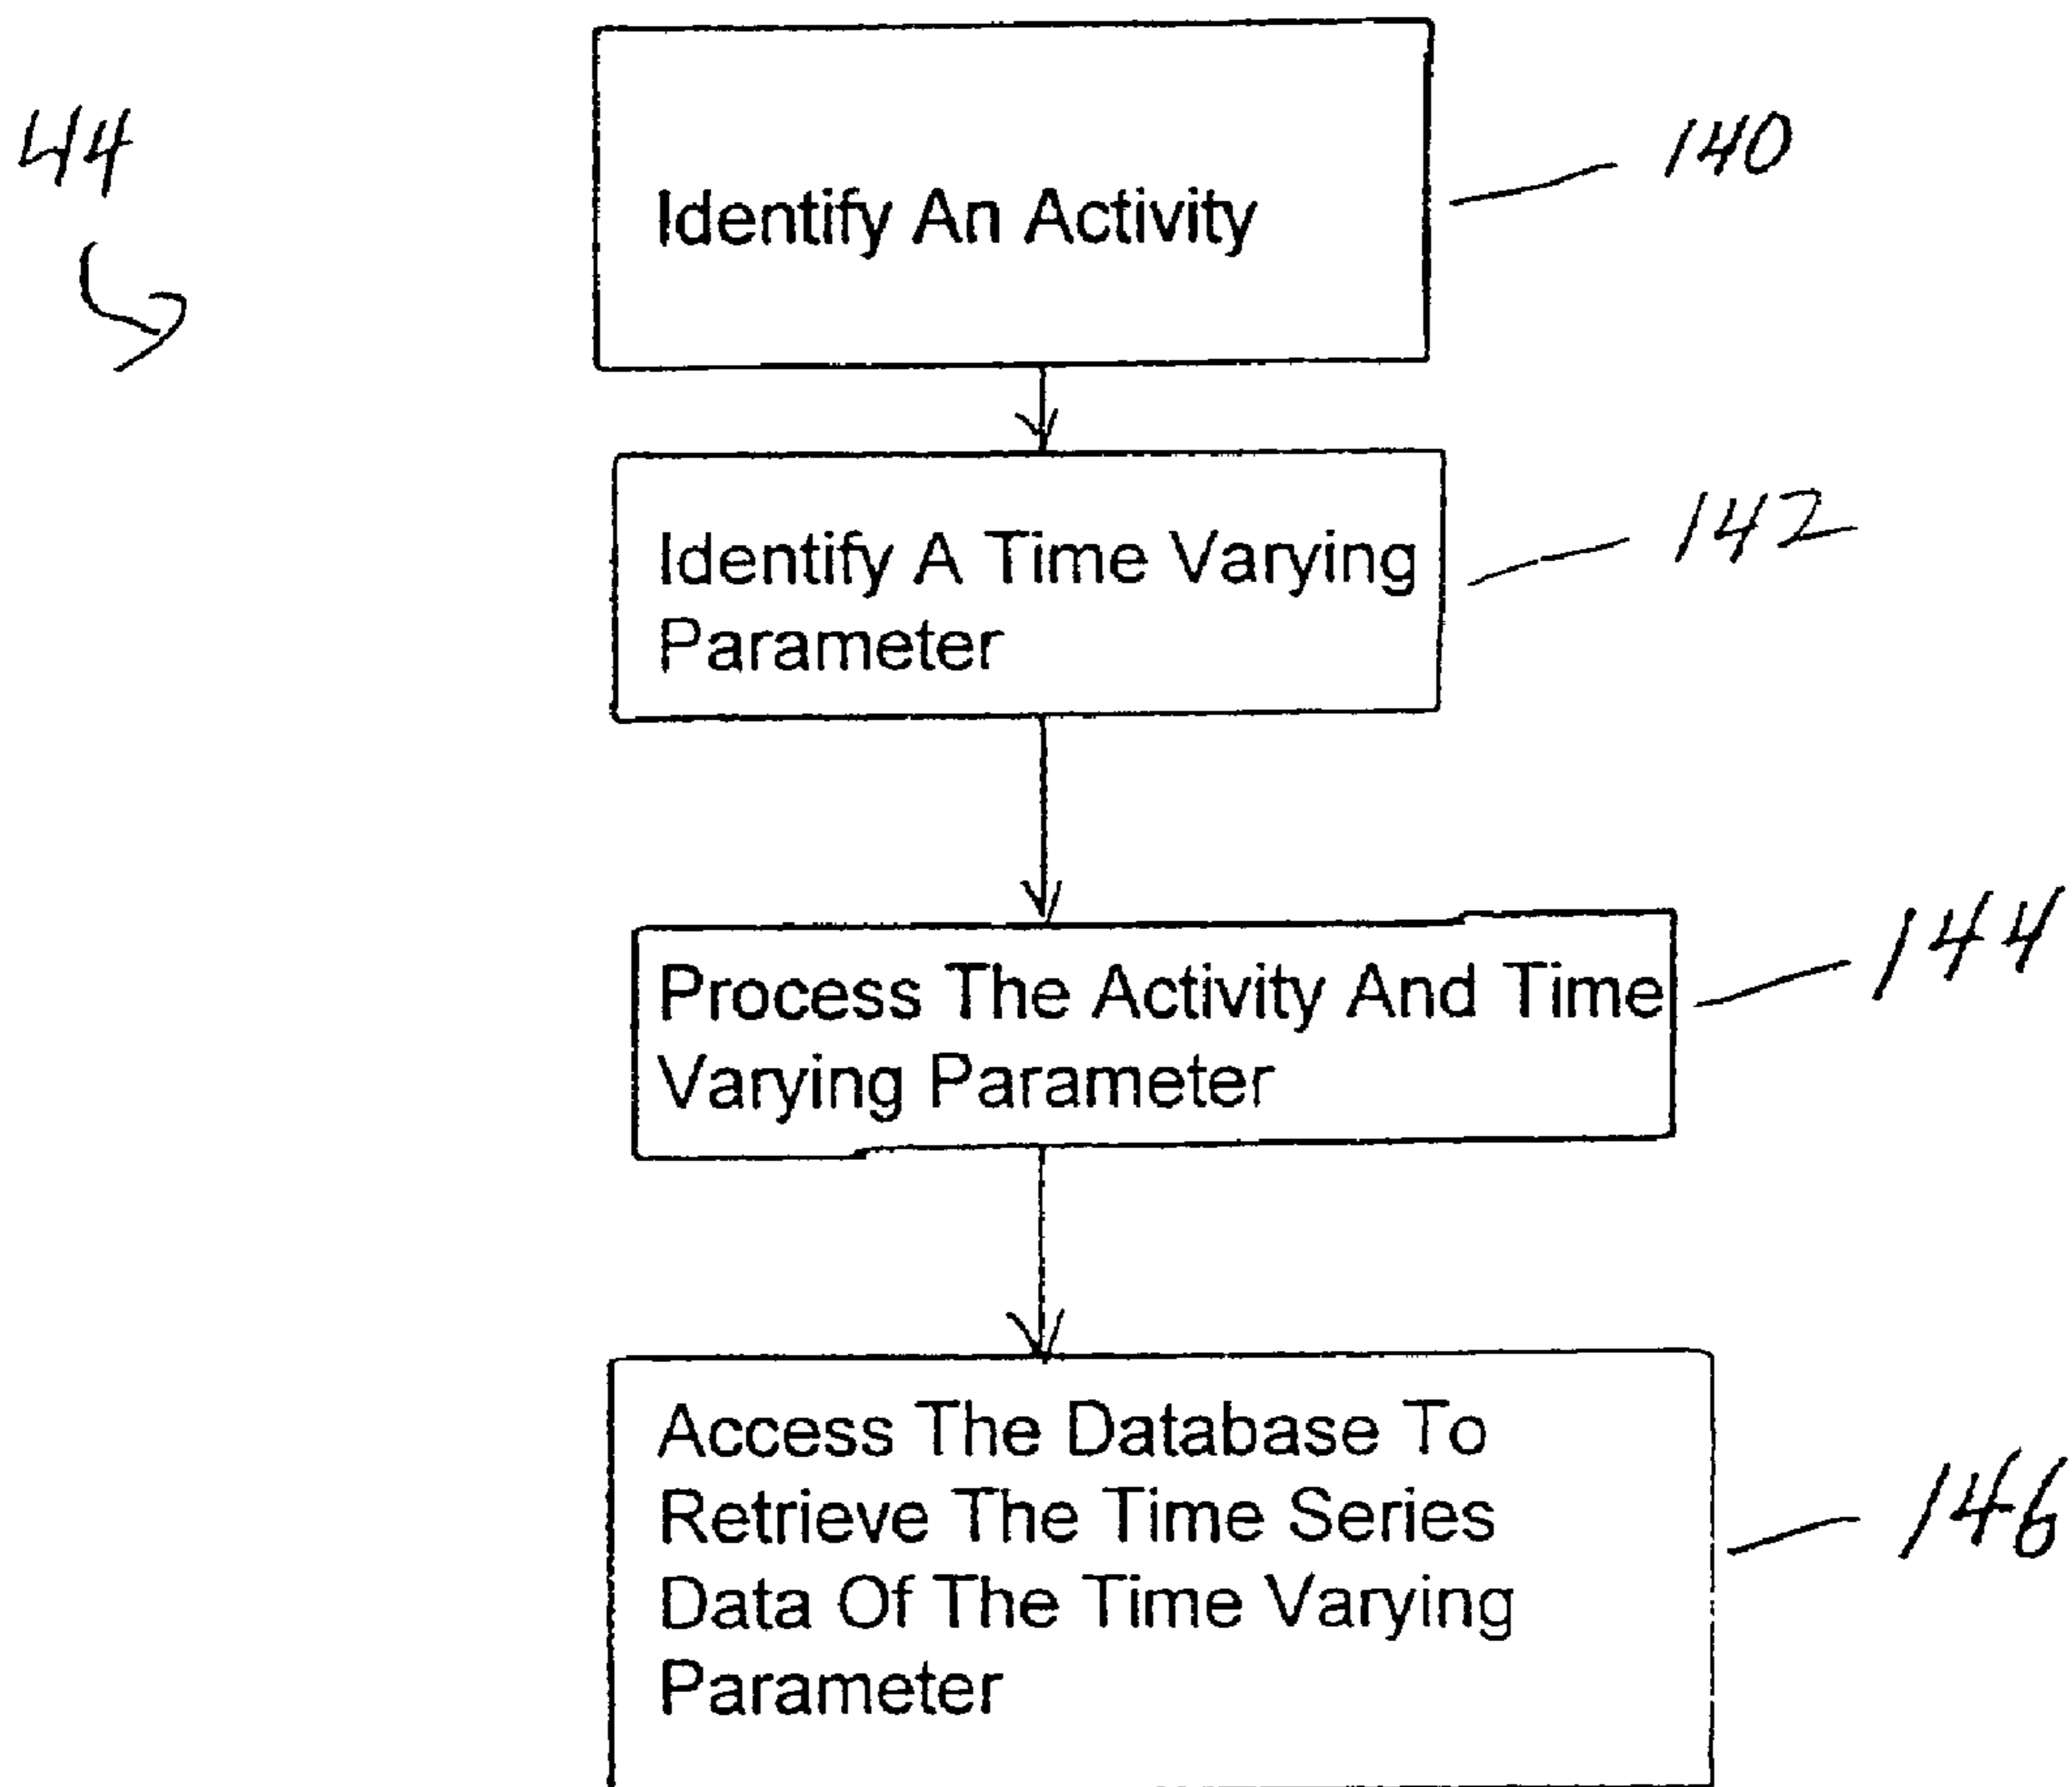 44
Identify An Activity
140
Identify A Time Varying
Parameter
142
Process The Activity And Time
Varying Parameter
144
Access The Database To
Retrieve The Time Series
Data Of The Time Varying
Parameter
146